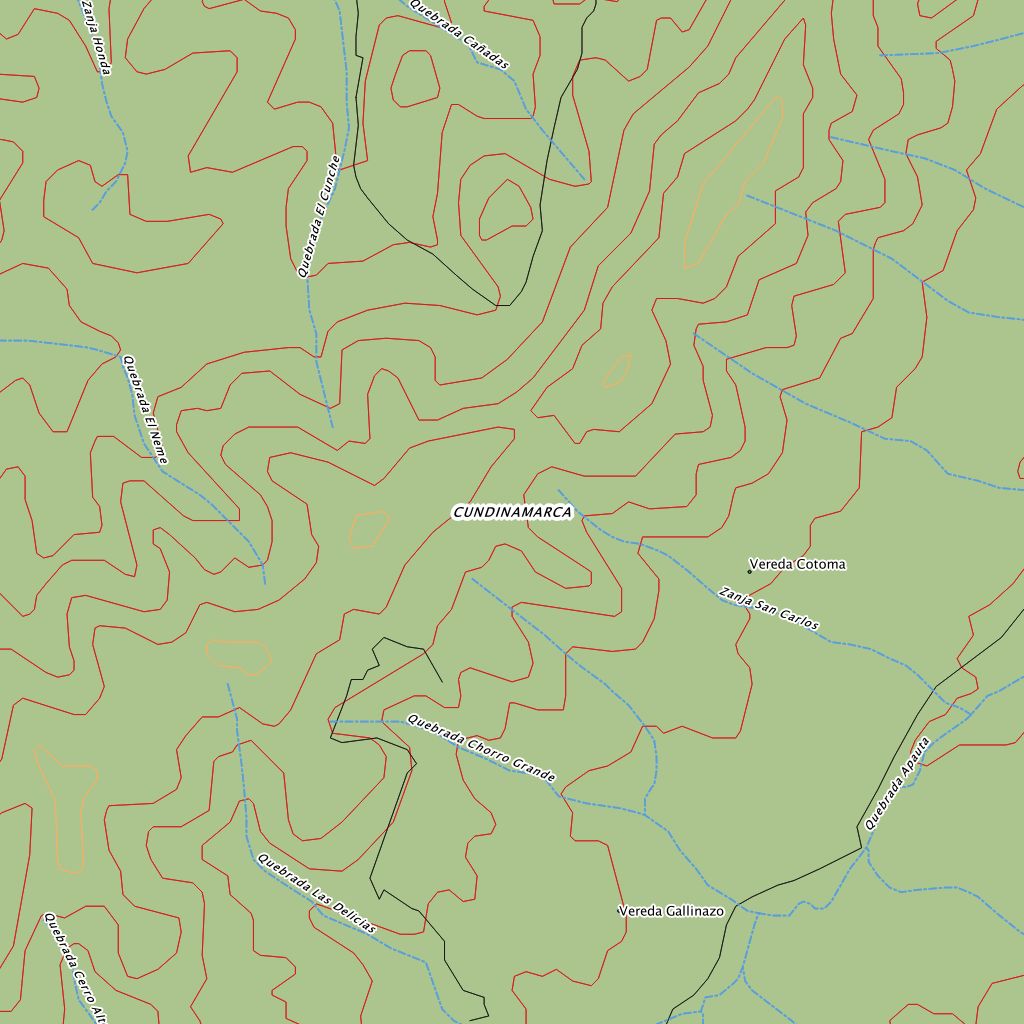 Zanja Honda
Quebrada Cañadas
Quebrada El Cunche
Quebrada El Neme
CUNDINAMARCA
Vereda Cotoma
Zanja San Carlos
Quebrada Chorro Grande
Quebrada Apauta
Quebrada Las Delicias
Vereda Gallinazo
Quebrada Cerro Alt